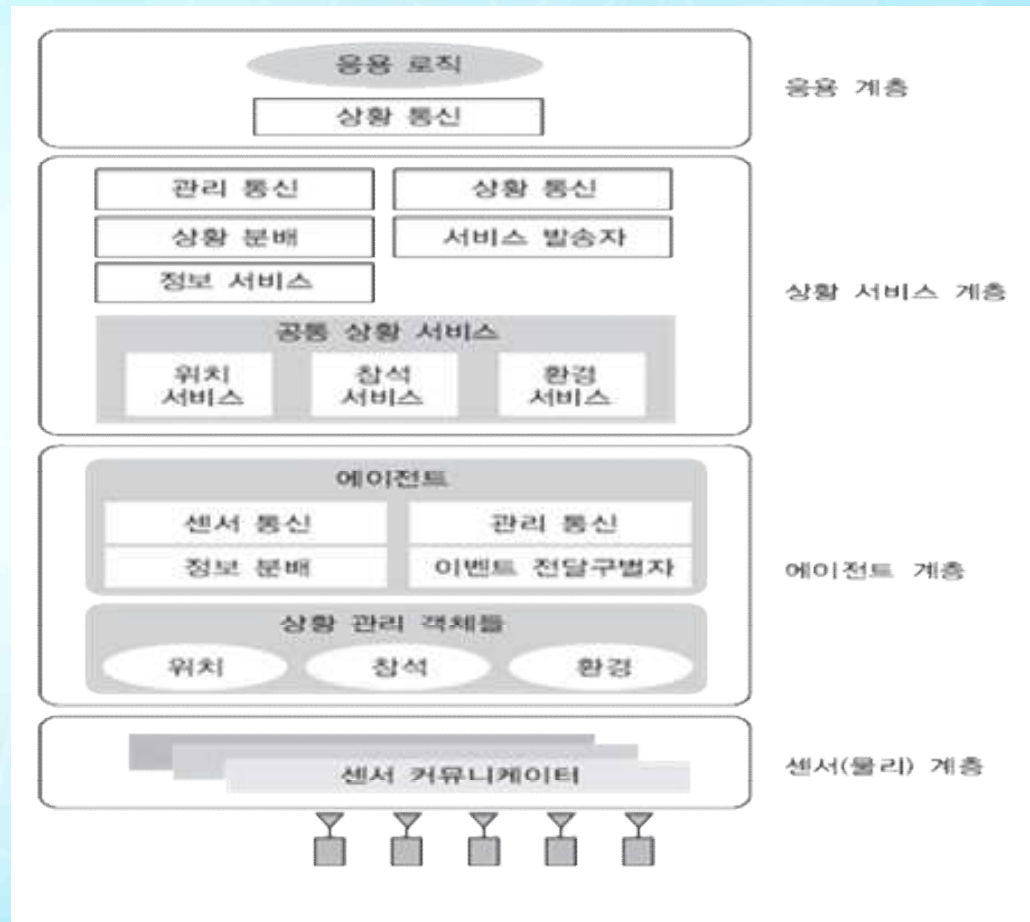 응용 로직
상황 통신
응용 계층
관리 통신
상황 통신
상황 분배
서비스 발송자
정보 서비스
상황 서비스 계층
공통 상황 서비스
위치
서비스
참석
서비스
환경
서비스
에이전트
센서 통신
관리 통신
정보 분배
이벤트 전달구별자
에이전트 계층
상황 관리 객체들
위치
참석
환경
센서 커뮤니케이터
센서(물리) 계층